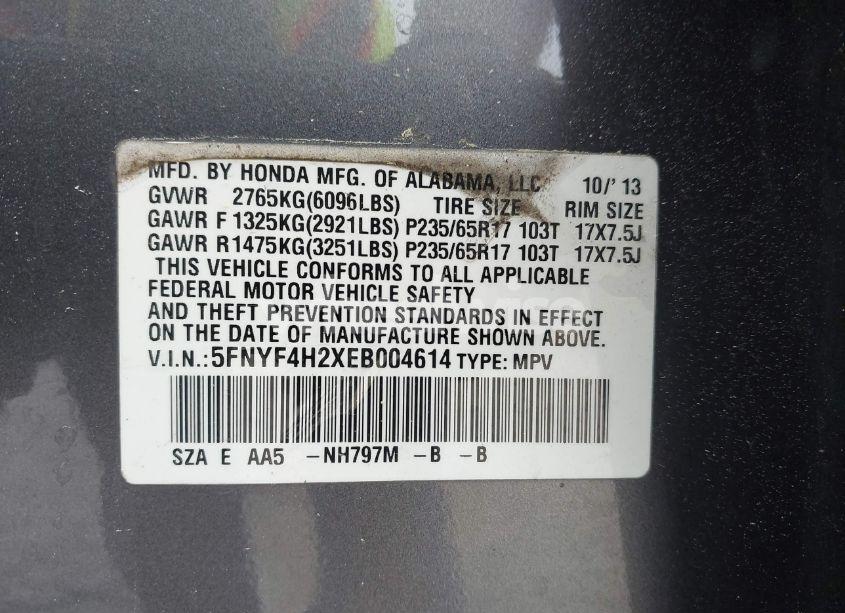 MFD. BY HONDA MFG. OF ALABAMA, LLC 10/' 13
GVWR 2765KG(6096LBS) TIRE SIZE RIM SIZE
GAWR F 1325KG(2921LBS) P235/65R17 103T 17X7.5J
GAWR R 1475KG(3251LBS) P235/65R17 103T 17X7.5J
THIS VEHICLE CONFORMS TO ALL APPLICABLE
FEDERAL MOTOR VEHICLE SAFETY
AND THEFT PREVENTION STANDARDS IN EFFECT
ON THE DATE OF MANUFACTURE SHOWN ABOVE.
V.I.N.: 5FNYF4H2XEB004614 TYPE: MPV
SZA E AA5 -NH797M -B -B